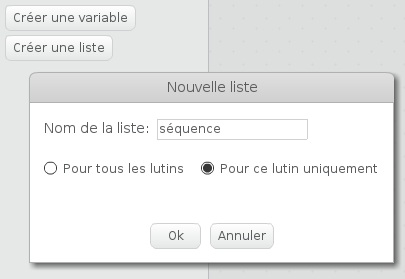 Créer une variable
Créer une liste
Nouvelle liste
Nom de la liste: séquence
Pour tous les lutins Pour ce lutin uniquement
Ok Annuler